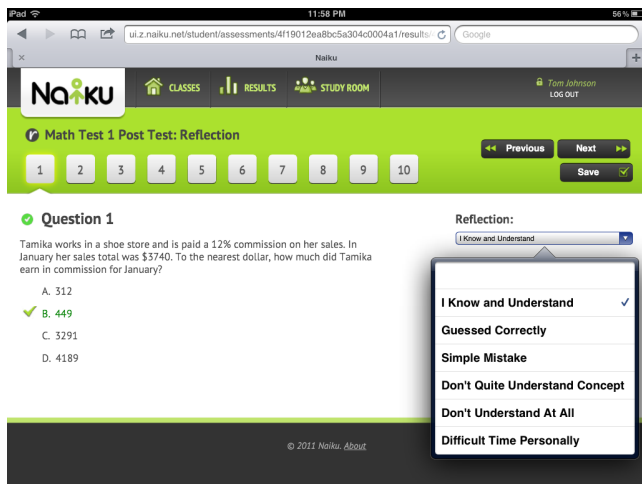 iPad
11:58 PM
56%
ui.z.naiku.net/student/assessments/4f19012ea8bc5a304c0004a1/results/
Google
Naiku
Naiku
CLASSES
RESULTS
STUDY ROOM
Tom Johnson
LOG OUT
Math Test 1 Post Test: Reflection
Previous
Next
1 2 3 4 5 6 7 8 9 10
Save
Question 1
Reflection:
I Know and Understand
Tamika works in a shoe store and is paid a 12% commission on her sales. In
January her sales total was $3740. To the nearest dollar, how much did Tamika
earn in commission for January?
A. 312
B. 449
C. 3291
D. 4189
I Know and Understand
Guessed Correctly
Simple Mistake
Don't Quite Understand Concept
Don't Understand At All
Difficult Time Personally
© 2011 Naiku. About